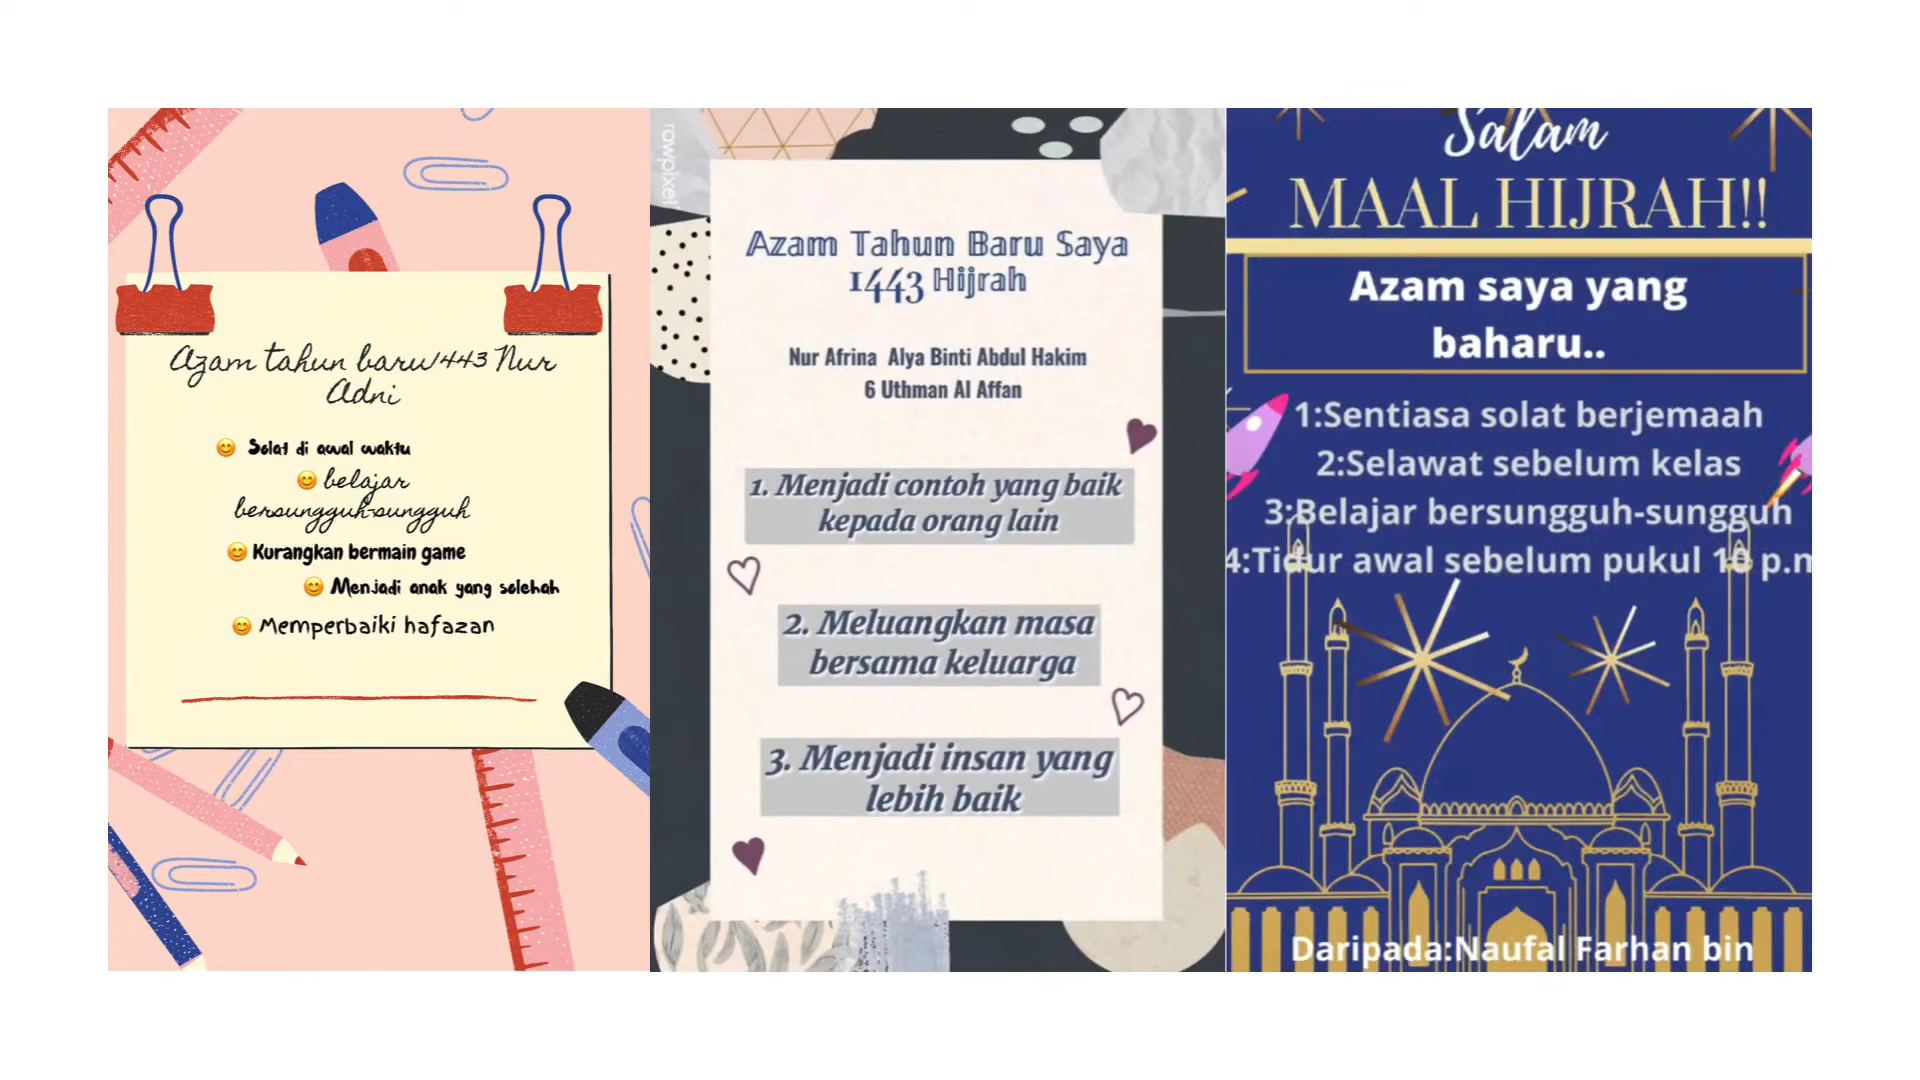 Azam tahun baru 1443 Nur
Adni
😊 Solat di awal waktu
😊 belajar
bersungguh-sungguh
😊 Kurangkan bermain game
😊 Menjadi anak yang solehah
😊 Memperbaiki hafazan
rawpixel
Azam Tahun Baru Saya
1443 Hijrah
Nur Afrina Alya Binti Abdul Hakim
6 Uthman Al Affan
1. Menjadi contoh yang baik
kepada orang lain
2. Meluangkan masa
bersama keluarga
3. Menjadi insan yang
lebih baik
Salam
MAAL HIJRAH!!
Azam saya yang
baharu..
1:Sentiasa solat berjemaah
2:Selawat sebelum kelas
3:Belajar bersungguh-sungguh
4:Tidur awal sebelum pukul 10 p.m
Daripada:Naufal Farhan bin